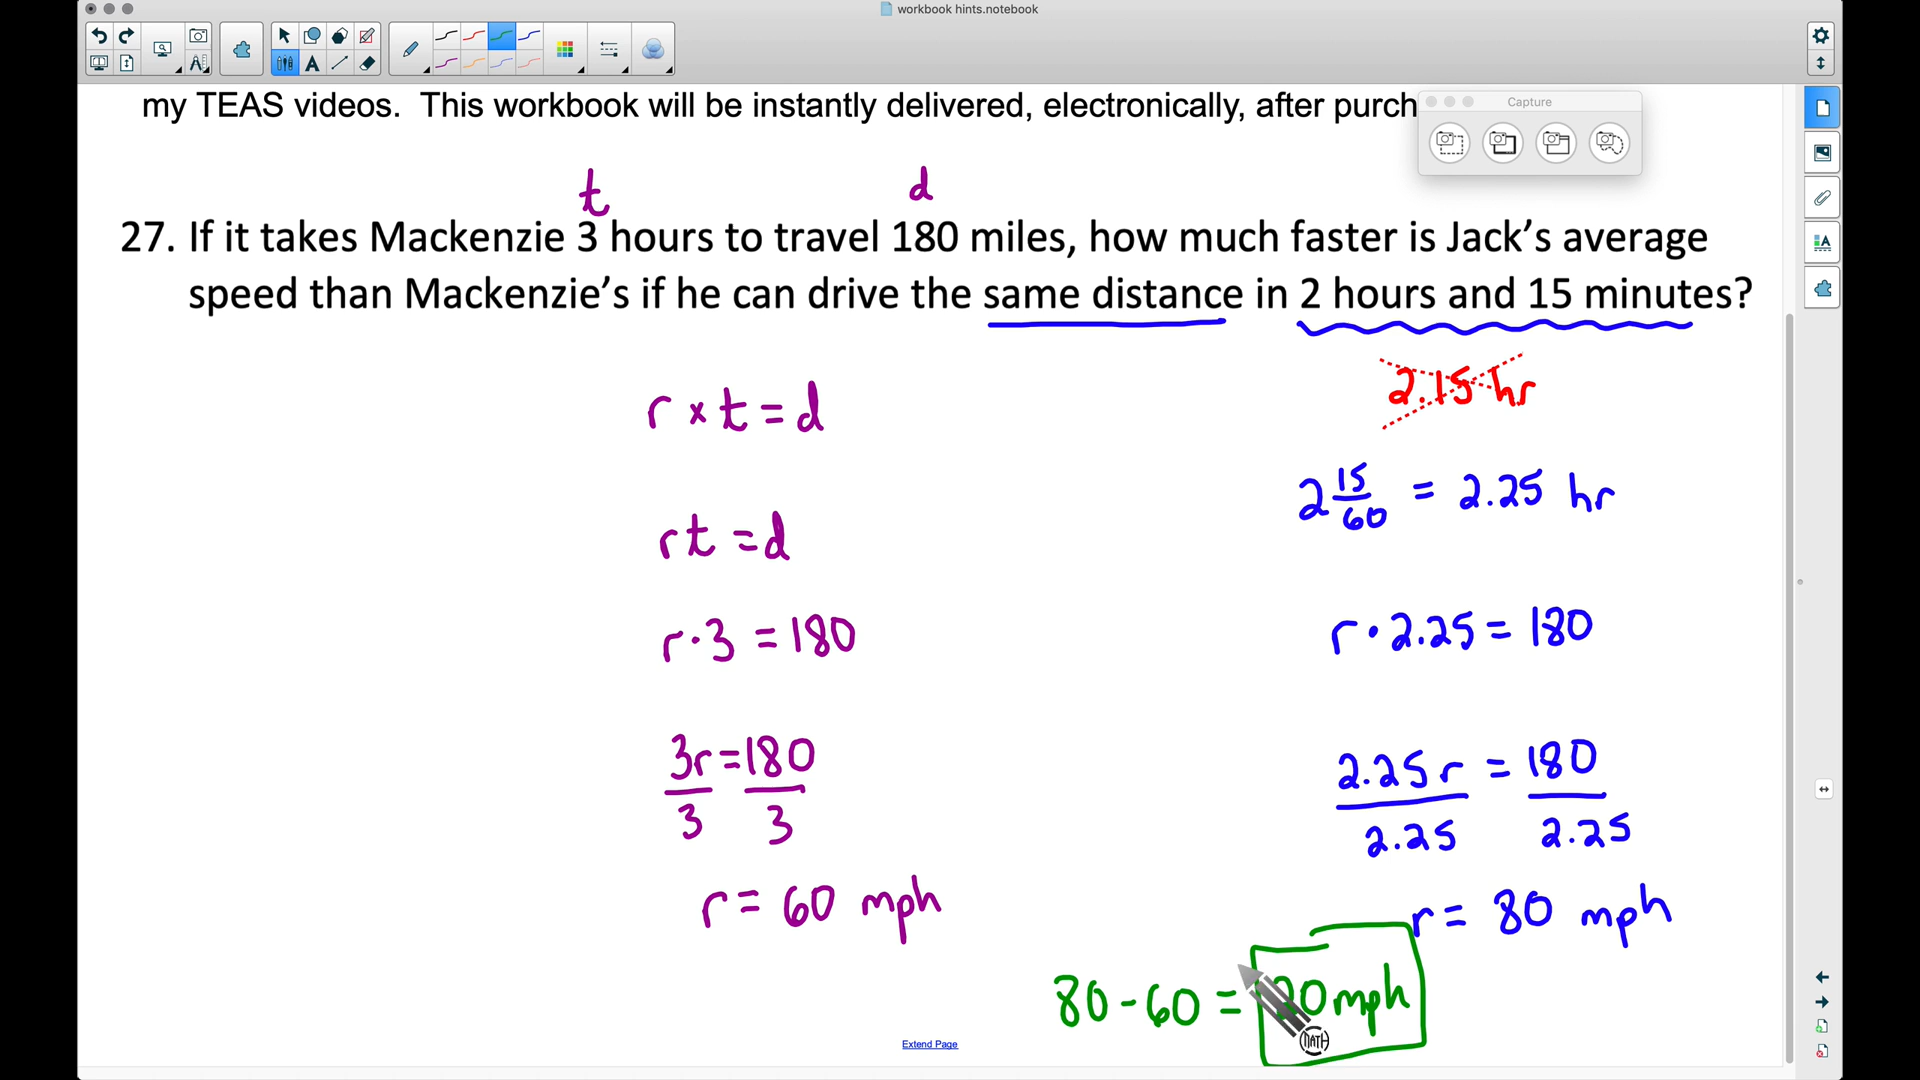 workbook hints.notebook
my TEAS videos. This workbook will be instantly delivered, electronically, after purch
Capture
t d
27. If it takes Mackenzie 3 hours to travel 180 miles, how much faster is Jack’s average
speed than Mackenzie’s if he can drive the same distance in 2 hours and 15 minutes?
r × t = d
rt = d
r · 3 = 180
3r = 180
3 3
r = 60 mph
2.15 hr
2 15/60 = 2.25 hr
r · 2.25 = 180
2.25 r = 180
2.25 2.25
r = 80 mph
80 - 60 = 20 mph
MATH
Extend Page